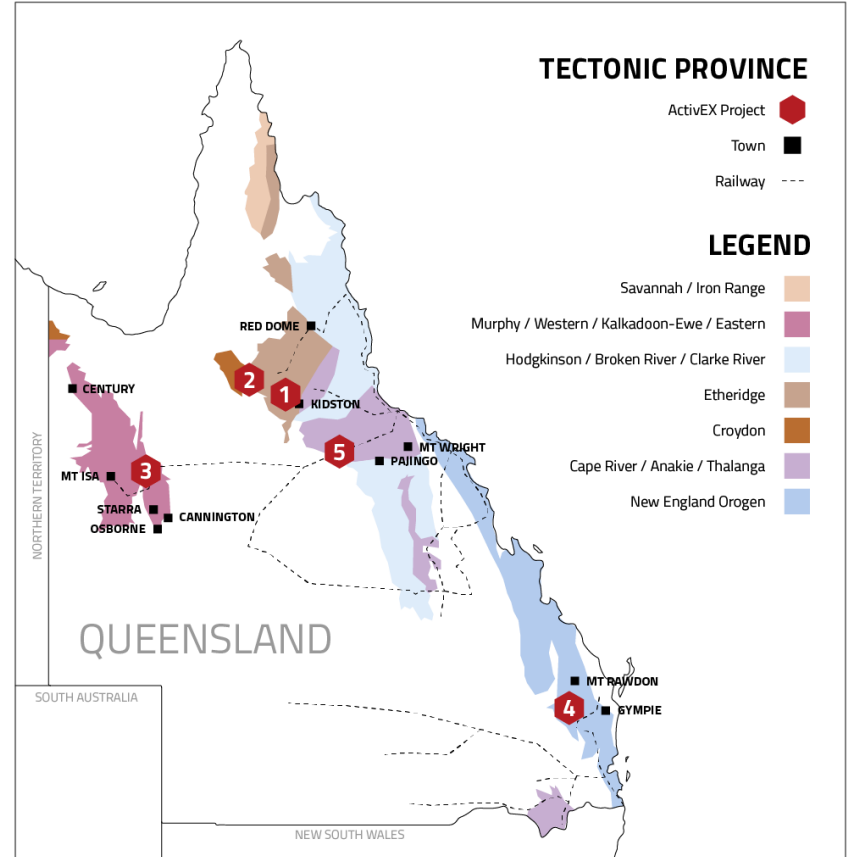 TECTONIC PROVINCE
ActivEX Project
Town
Railway
LEGEND
Savannah / Iron Range
Murphy / Western / Kalkadoon-Ewe / Eastern
Hodgkinson / Broken River / Clarke River
Etheridge
Croydon
Cape River / Anakie / Thalanga
New England Orogen
RED DOME
2
1
KIDSTON
CENTURY
5
MT WRIGHT
PAJINGO
3
MT ISA
STARRA
CANNINGTON
OSBORNE
NORTHERN TERRITORY
QUEENSLAND
MT RAWDON
4
GYMPIE
SOUTH AUSTRALIA
NEW SOUTH WALES